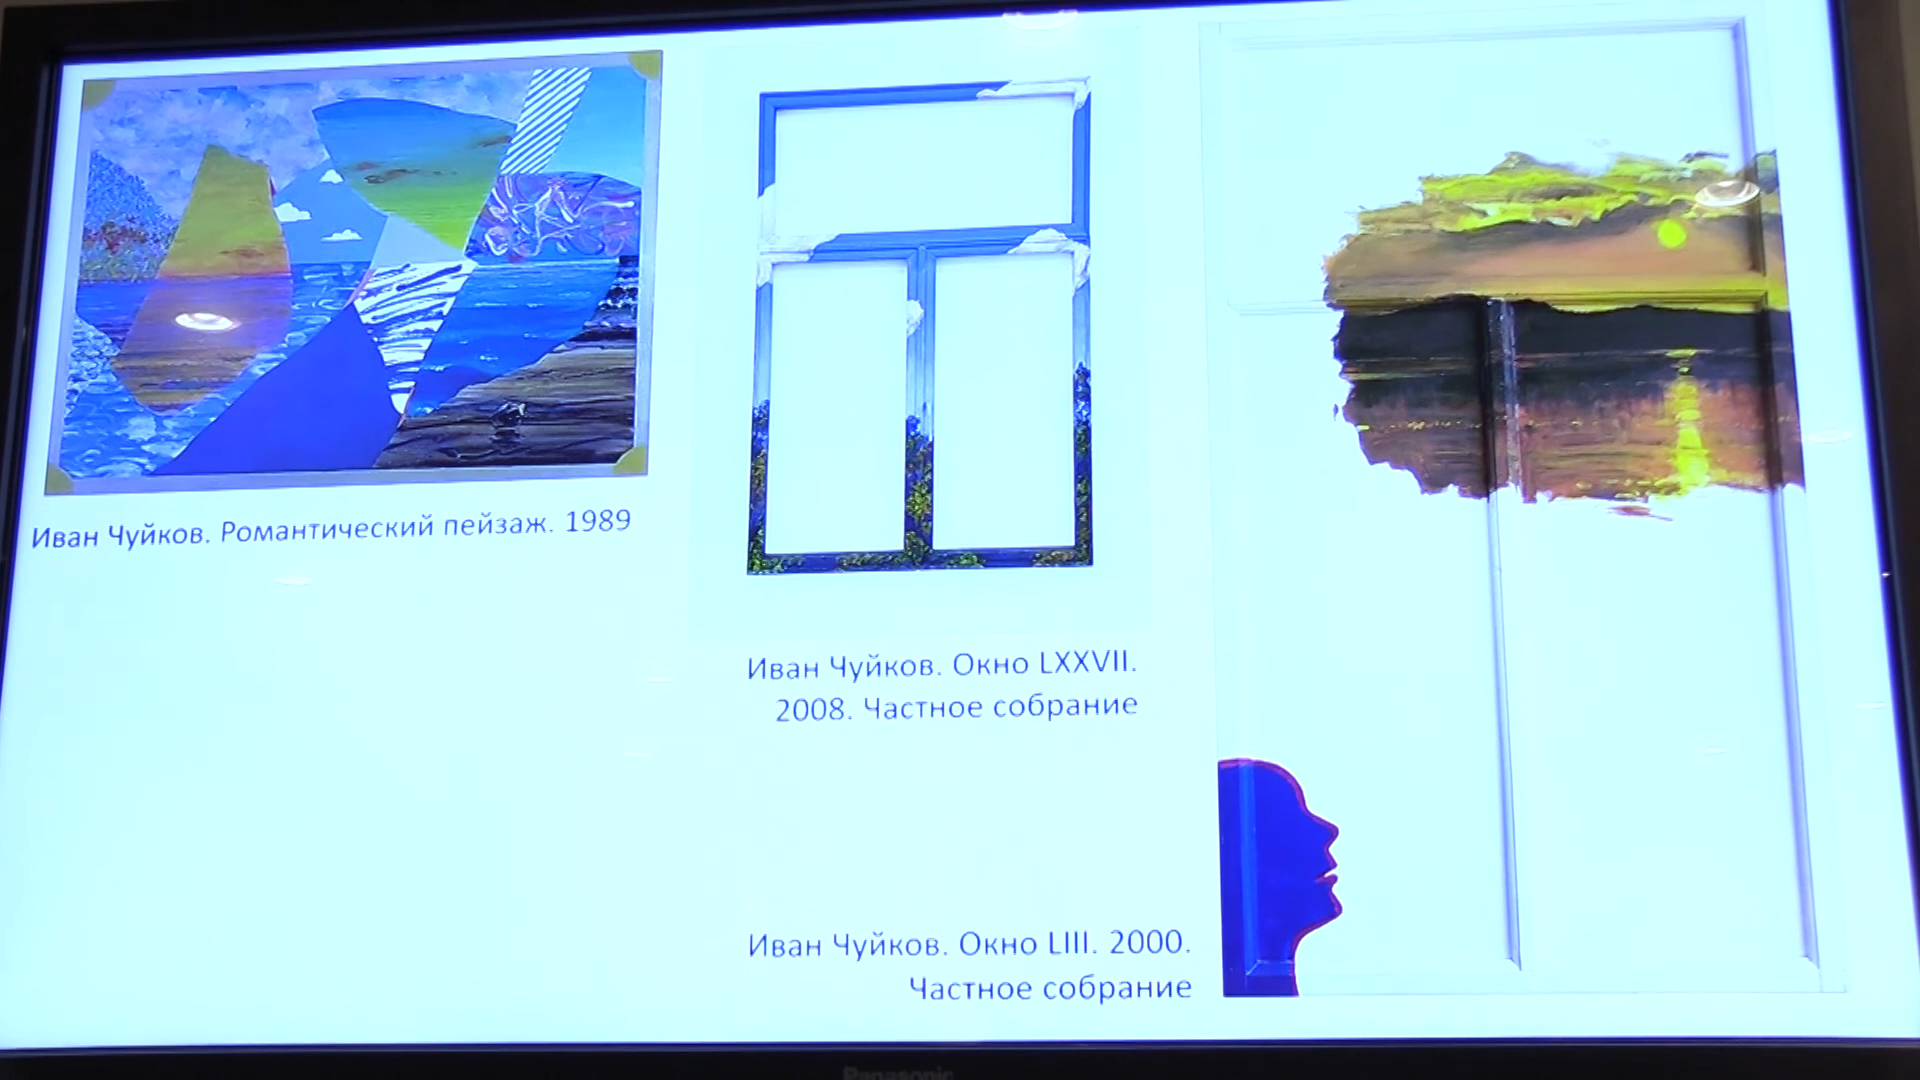 Иван Чуйков. Романтический пейзаж. 1989
Иван Чуйков. Окно LXXVII.
2008. Частное собрание
Иван Чуйков. Окно LIII. 2000.
Частное собрание
Panasonic